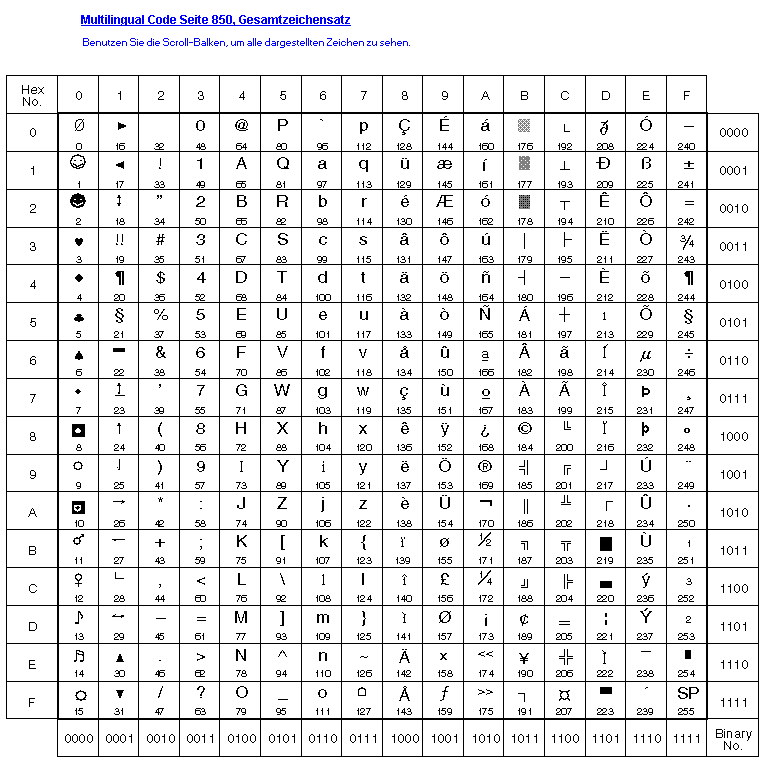 Multilingual Code Seite 850, Gesamtzeichensatz
Benutzen Sie die Scroll-Balken, um alle dargestellten Zeichen zu sehen.
Hex No. 0 1 2 3 4 5 6 7 8 9 A B C D E F
0 Ø ► 0 @ P ` p Ç É á ░ └ ð Ó – 0000
0 16 32 48 64 80 96 112 128 144 160 176 192 208 224 240
1 ☺ ◄ ! 1 A Q a q ü æ í ▒ ┴ Ð ß ± 0001
1 17 33 49 65 81 97 113 129 145 161 177 193 209 225 241
2 ☻ ↕ " 2 B R b r é Æ ó ▓ ┬ Ê Ô = 0010
2 18 34 50 66 82 98 114 130 146 162 178 194 210 226 242
3 ♥ !! # 3 C S c s â ô ú │ ├ Ë Ò ¾ 0011
3 19 35 51 67 83 99 115 131 147 163 179 195 211 227 243
4 ♦ ¶ $ 4 D T d t ä ö ñ ┤ ─ È õ ¶ 0100
4 20 36 52 68 84 100 116 132 148 164 180 196 212 228 244
5 ♣ § % 5 E U e u à ò Ñ Á ┼ ı Õ § 0101
5 21 37 53 69 85 101 117 133 149 165 181 197 213 229 245
6 ♠ ▬ & 6 F V f v å û ª Â ã Í µ ÷ 0110
6 22 38 54 70 86 102 118 134 150 166 182 198 214 230 246
7 • ↨ ' 7 G W g w ç ù º À Ã Î Þ ¸ 0111
7 23 39 55 71 87 103 119 135 151 167 183 199 215 231 247
8 ◘ ↑ ( 8 H X h x ê ÿ ¿ © ╚ Ï þ ° 1000
8 24 40 56 72 88 104 120 136 152 168 184 200 216 232 248
9 ○ ↓ ) 9 I Y i y ë Ö ® ╣ ╔ ┘ Ú ¨ 1001
9 25 41 57 73 89 105 121 137 153 169 185 201 217 233 249
A ◙ → * : J Z j z è Ü ¬ ║ ╩ ┌ Û · 1010
10 26 42 58 74 90 106 122 138 154 170 186 202 218 234 250
B ♂ ← + ; K [ k { ï ø ½ ╗ ╦ █ Ù ¹ 1011
11 27 43 59 75 91 107 123 139 155 171 187 203 219 235 251
C ♀ ∟ , < L \ l | î £ ¼ ╝ ╠ ▄ ý ³ 1100
12 28 44 60 76 92 108 124 140 156 172 188 204 220 236 252
D ♪ ↔ – = M ] m } ì Ø ¡ ¢ ═ ¦ Ý ² 1101
13 29 45 61 77 93 109 125 141 157 173 189 205 221 237 253
E ♫ ▲ . > N ^ n ~ Ä × << ¥ ╬ Ì ¯ ■ 1110
14 30 46 62 78 94 110 126 142 158 174 190 206 222 238 254
F ☼ ▼ / ? O _ o ⌂ Å ƒ >> ┐ ¤ ▀ ´ SP 1111
15 31 47 63 79 95 111 127 143 159 175 191 207 223 239 255
0000 0001 0010 0011 0100 0101 0110 0111 1000 1001 1010 1011 1100 1101 1110 1111 Binary No.